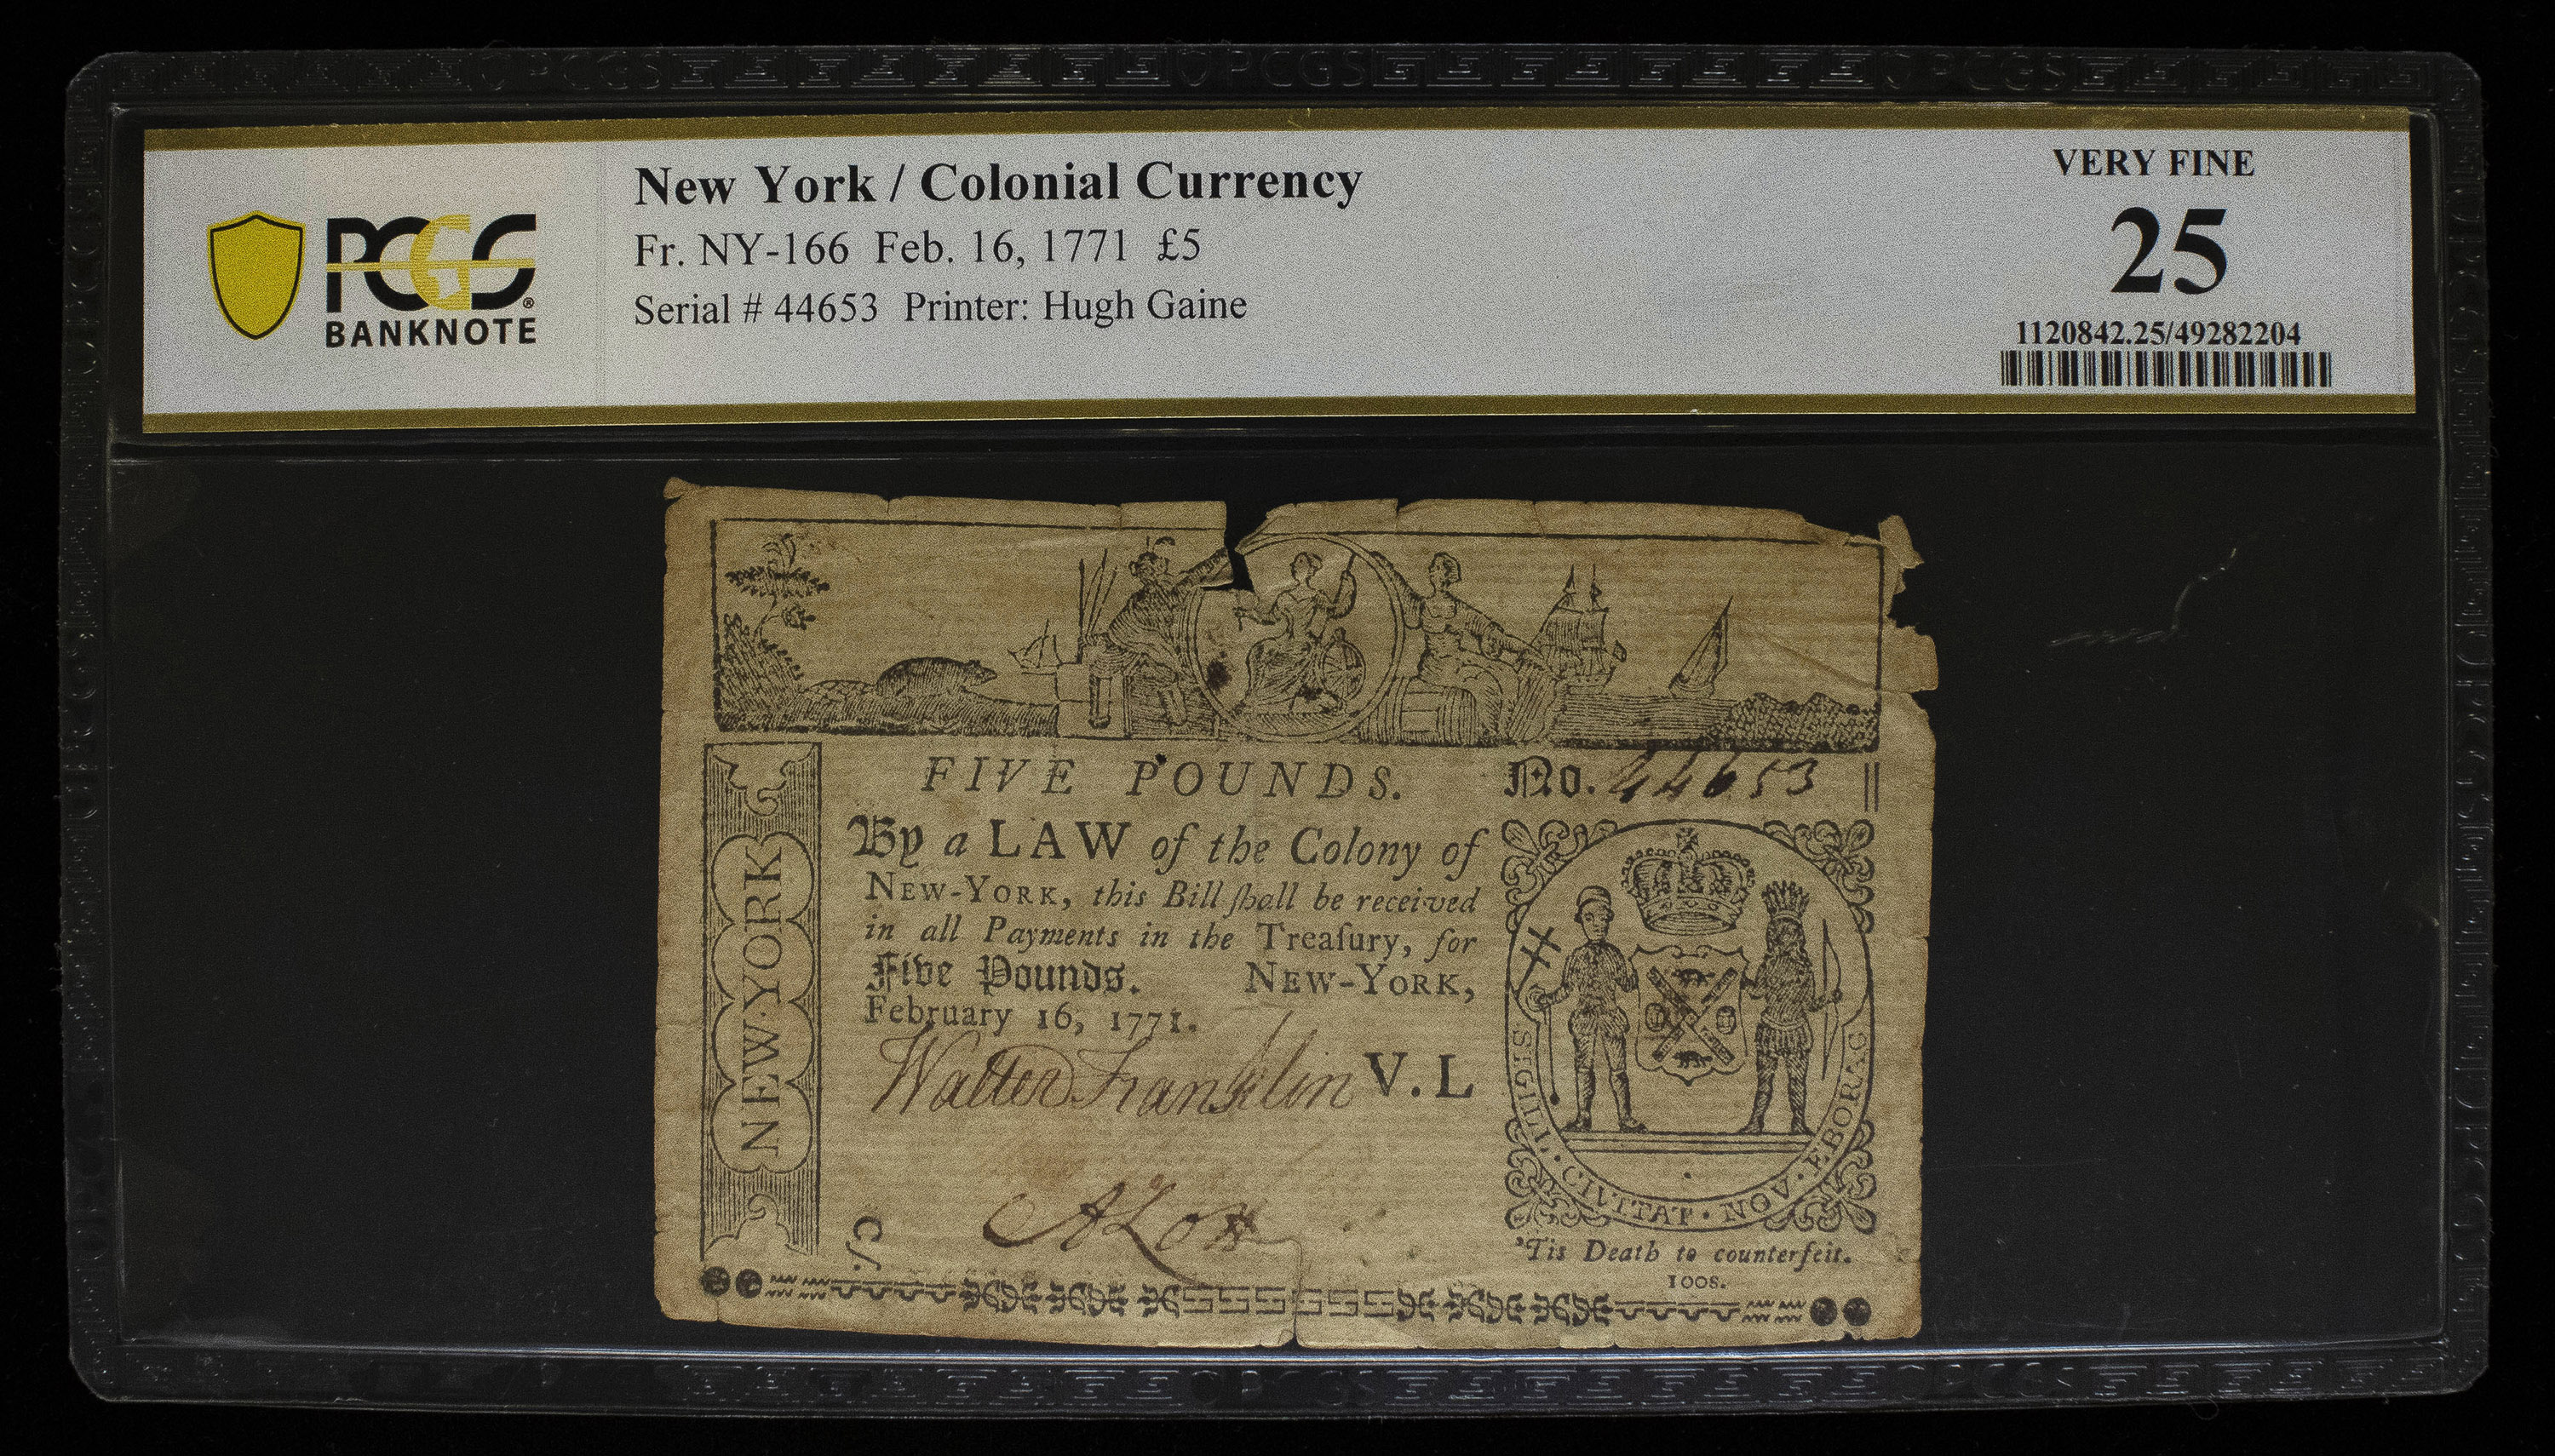 PCGS
BANKNOTE
New York / Colonial Currency
Fr. NY-166 Feb. 16, 1771 £5
Serial # 44653 Printer: Hugh Gaine
VERY FINE
25
1120842.25/49282204
FIVE POUNDS. No. 44653
By a LAW of the Colony of
NEW-YORK, this Bill ſhall be received
in all Payments in the Treaſury, for
Five Pounds. NEW-YORK,
February 16, 1771.
Walter Franklin V. L
A Lott
NEW·YORK
SIGILL·CIVITAT·NOV·EBORAC
'Tis Death to counterfeit.
100s.